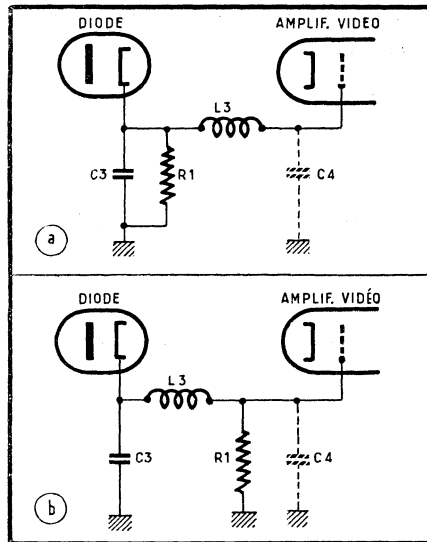 DIODE
AMPLIF. VIDEO
L3
C3
R1
C4
a
DIODE
AMPLIF. VIDÉO
L3
C3
R1
C4
b